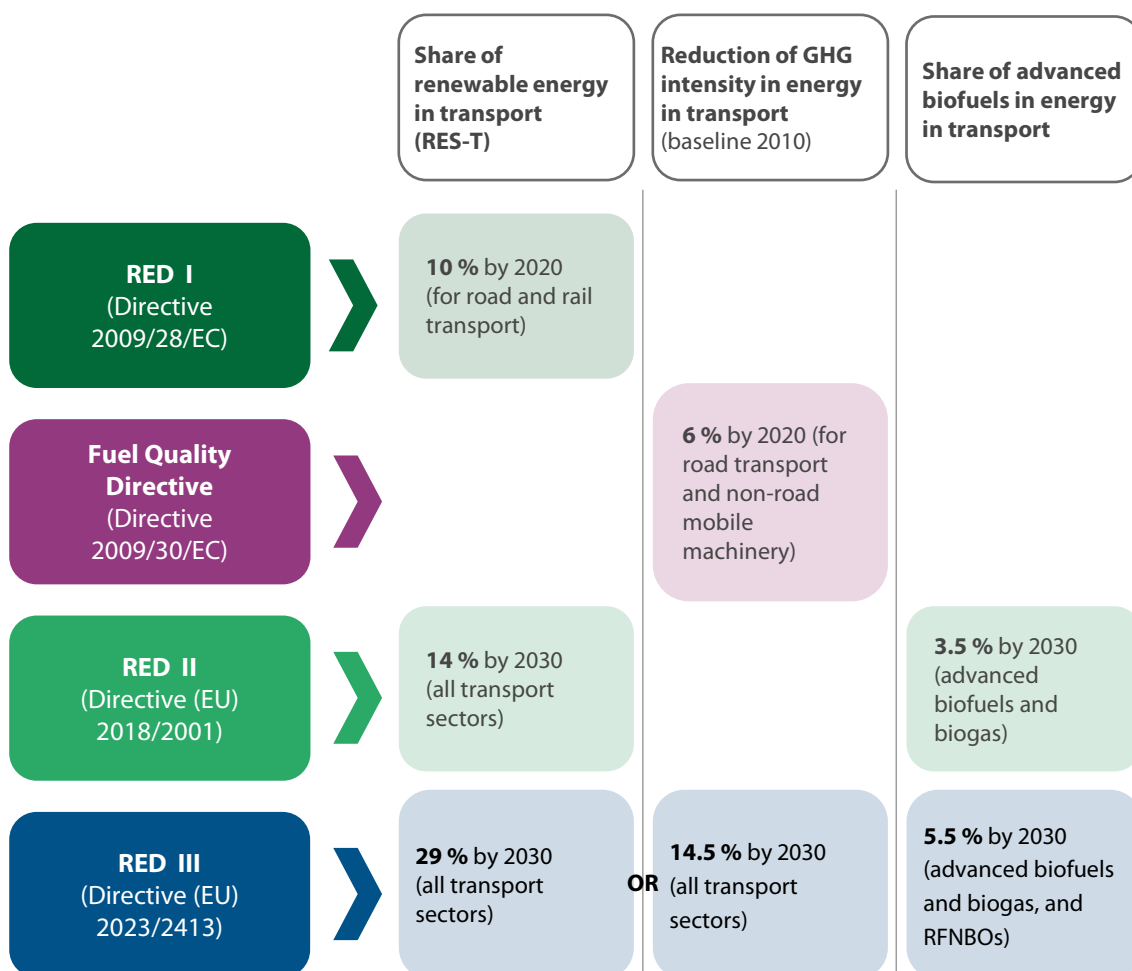 Share of
renewable energy
in transport
(RES-T)
Reduction of GHG
intensity in energy
in transport
(baseline 2010)
Share of advanced
biofuels in energy
in transport
RED I
(Directive
2009/28/EC)
10 % by 2020
(for road and rail
transport)
Fuel Quality
Directive
(Directive
2009/30/EC)
6 % by 2020 (for
road transport
and non-road
mobile
machinery)
RED II
(Directive (EU)
2018/2001)
14 % by 2030
(all transport
sectors)
3.5 % by 2030
(advanced
biofuels and
biogas)
RED III
(Directive (EU)
2023/2413)
29 % by 2030
(all transport
sectors)
OR
14.5 % by 2030
(all transport
sectors)
5.5 % by 2030
(advanced biofuels
and biogas, and
RFNBOs)